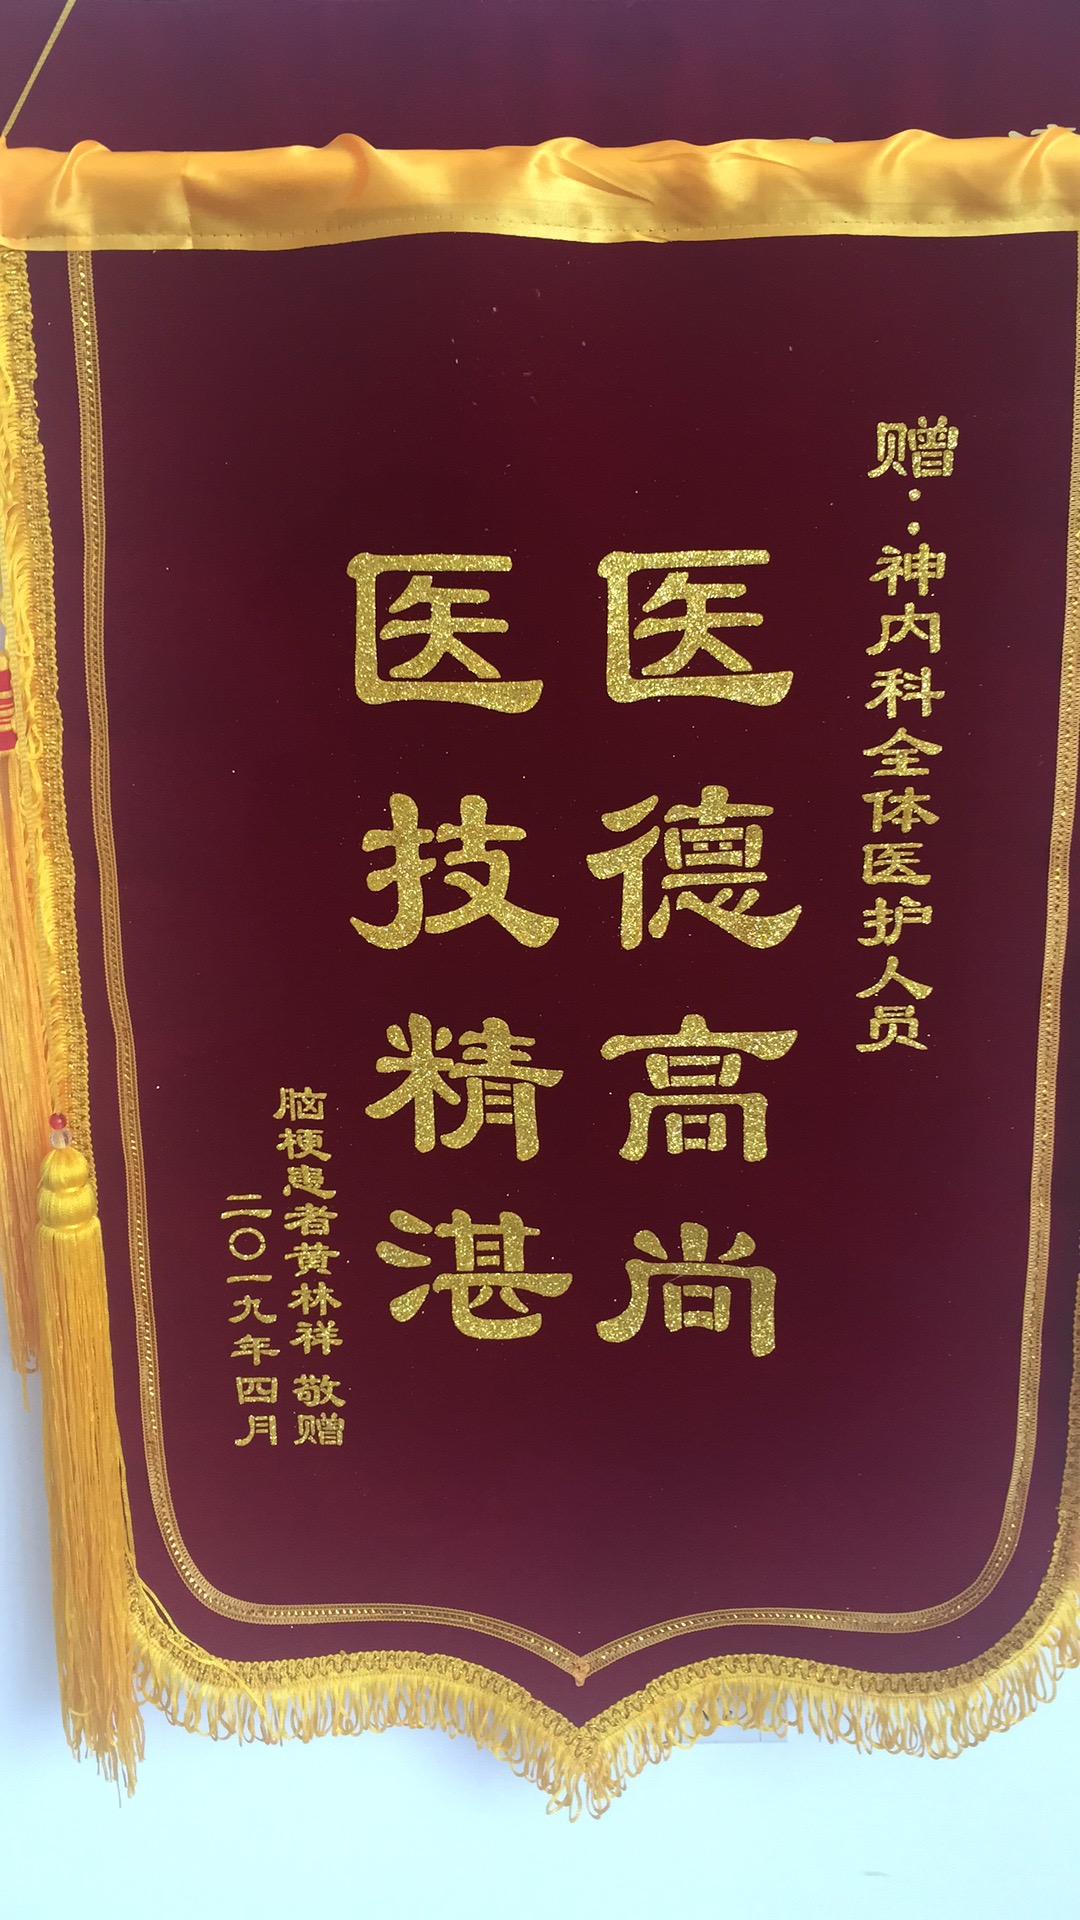 赠：神内科全体医护人员
医德高尚
医技精湛
脑梗患者黄林祥 敬赠
二〇一九年四月